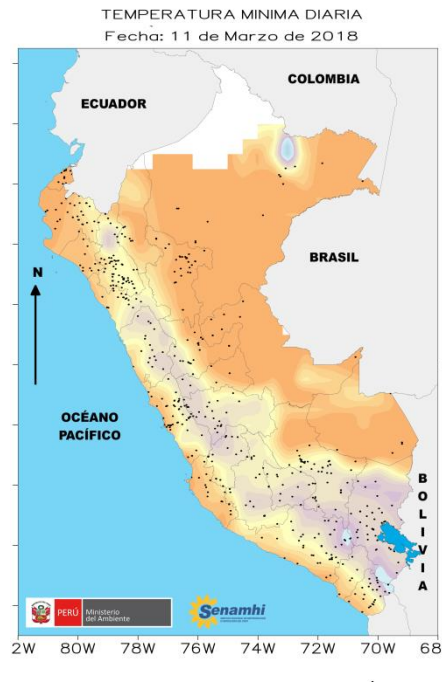 TEMPERATURA MINIMA DIARIA
Fecha: 11 de Marzo de 2018
COLOMBIA
ECUADOR
BRASIL
N
OCÉANO
PACÍFICO
B
O
L
I
V
I
A
PERÚ
Ministerio
del Ambiente
Senamhi
2W 80W 78W 76W 74W 72W 70W 68